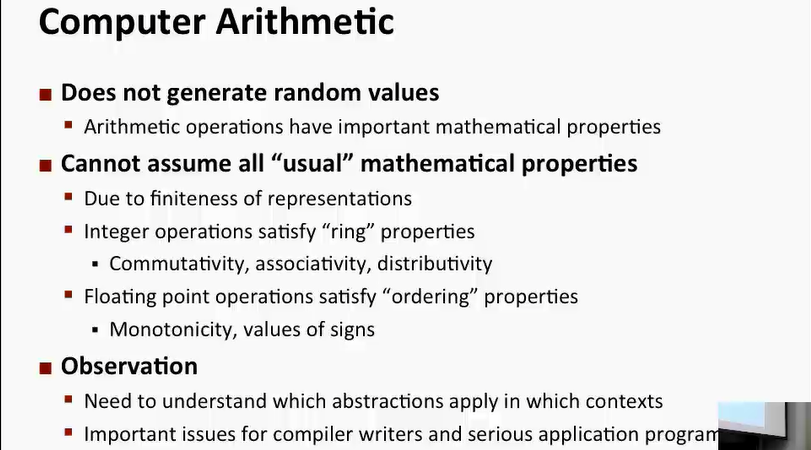 Computer Arithmetic
Does not generate random values
Arithmetic operations have important mathematical properties
Cannot assume all “usual” mathematical properties
Due to finiteness of representations
Integer operations satisfy “ring” properties
Commutativity, associativity, distributivity
Floating point operations satisfy “ordering” properties
Monotonicity, values of signs
Observation
Need to understand which abstractions apply in which contexts
Important issues for compiler writers and serious application program